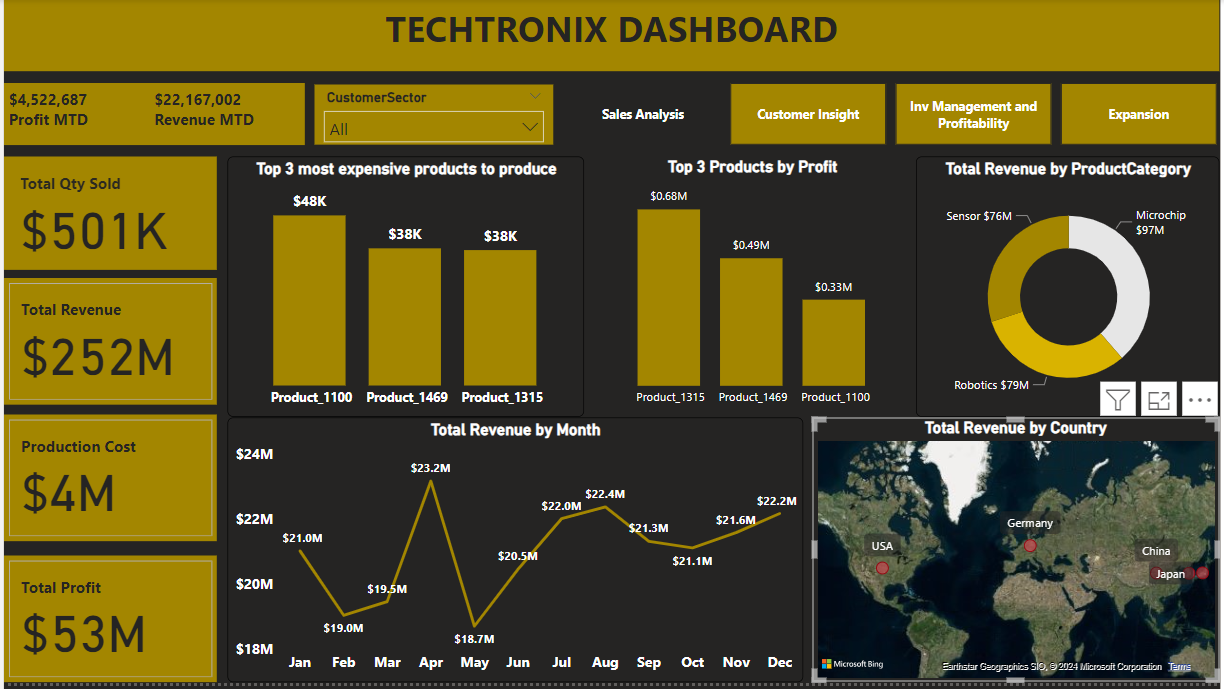 TECHTRONIX DASHBOARD
$4,522,687
Profit MTD
$22,167,002
Revenue MTD
CustomerSector
All
Sales Analysis
Customer Insight
Inv Management and
Profitability
Expansion
Total Qty Sold
$501K
Total Revenue
$252M
Production Cost
$4M
Total Profit
$53M
Top 3 most expensive products to produce
$48K
$38K
$38K
Product_1100
Product_1469
Product_1315
Top 3 Products by Profit
$0.68M
$0.49M
$0.33M
Product_1315
Product_1469
Product_1100
Total Revenue by ProductCategory
Sensor $76M
Microchip
$97M
Robotics $79M
Total Revenue by Month
$24M
$22M
$20M
$18M
$21.0M
$19.0M
$19.5M
$23.2M
$18.7M
$20.5M
$22.0M
$22.4M
$21.3M
$21.1M
$21.6M
$22.2M
Jan Feb Mar Apr May Jun Jul Aug Sep Oct Nov Dec
Total Revenue by Country
Germany
USA
China
Japan
Microsoft Bing
Earthstar Geographics SIO, © 2024 Microsoft Corporation Terms